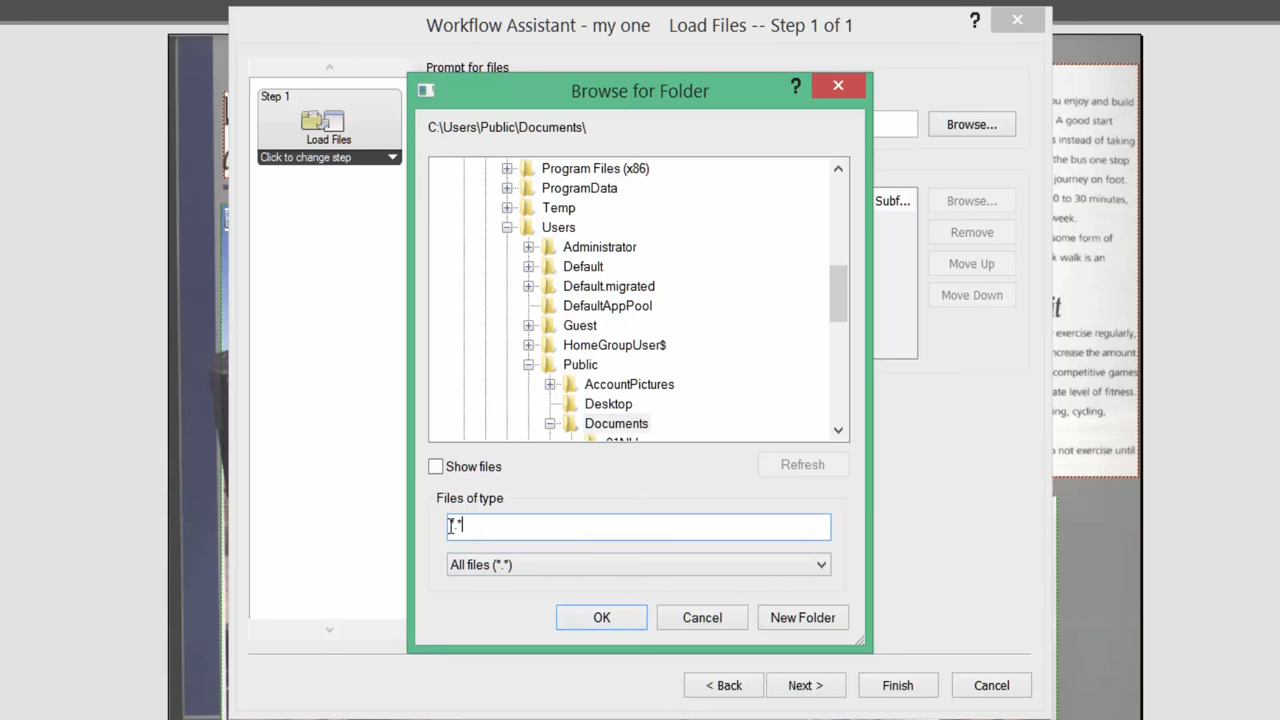 Workflow Assistant - my one Load Files -- Step 1 of 1
?
Prompt for files
Step 1
Load Files
Click to change step
Browse for Folder
?
C:\Users\Public\Documents\
Browse...
Program Files (x86)
ProgramData
Temp
Users
Administrator
Default
Default.migrated
DefaultAppPool
Guest
HomeGroupUser$
Public
AccountPictures
Desktop
Documents
Subf...
Browse...
Remove
Move Up
Move Down
Show files
Refresh
Files of type
*.*
All files (*.*)
OK
Cancel
New Folder
< Back
Next >
Finish
Cancel
ou enjoy and build
A good start
s instead of taking
the bus one stop
journey on foot.
0 to 30 minutes,
week.
some form of
k walk is an
it
exercise regularly,
ncrease the amount
competitive games
ate level of fitness.
ing, cycling,
o not exercise until